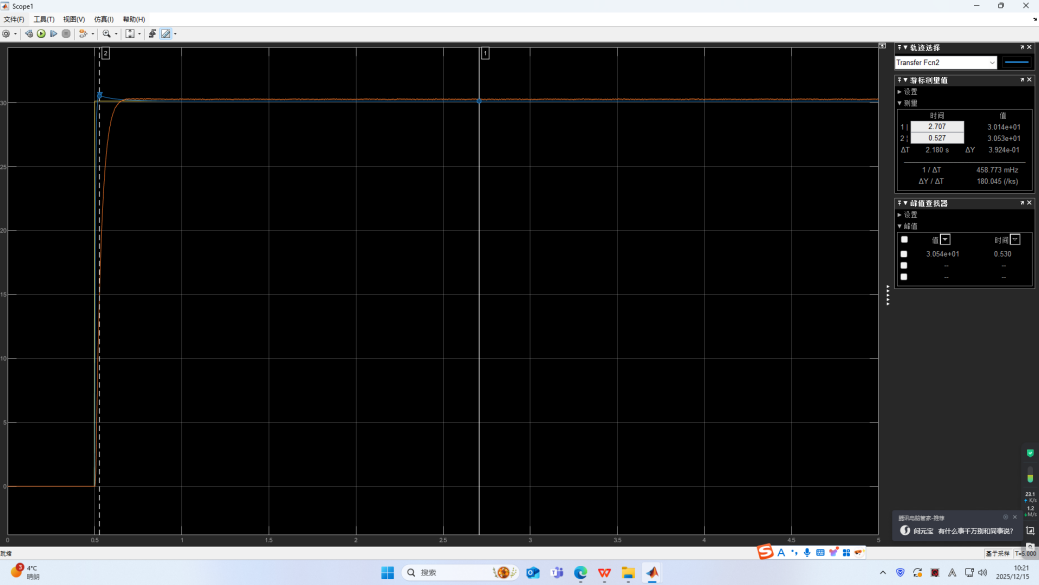 Scope1
文件(F) 工具(T) 视图(V) 仿真(I) 帮助(H)
2
1
30
25
20
15
10
5
0
0 0.5 1 1.5 2 2.5 3 3.5 4 4.5 5
轨迹选择
Transfer Fcn2
游标测量值
设置
测量
时间 值
1 | 2.707 3.014e+01
2 ¦ 0.527 3.053e+01
ΔT 2.180 s ΔY 3.924e-01
1 / ΔT 458.773 mHz
ΔY / ΔT 180.045 (/ks)
峰值查找器
设置
峰值
值 时间
3.054e+01 0.530
-- --
-- --
23.1
K/s
1.2
M/s
问元宝 有什么事千万别和同事说?
就绪
基于采样 T=5.000
3
4°C
晴朗
搜索
10:21
2025/12/15